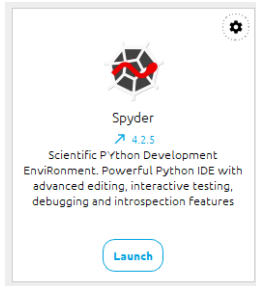 Spyder
4.2.5
Scientific PYthon Development
EnviRonment. Powerful Python IDE with
advanced editing, interactive testing,
debugging and introspection features
Launch